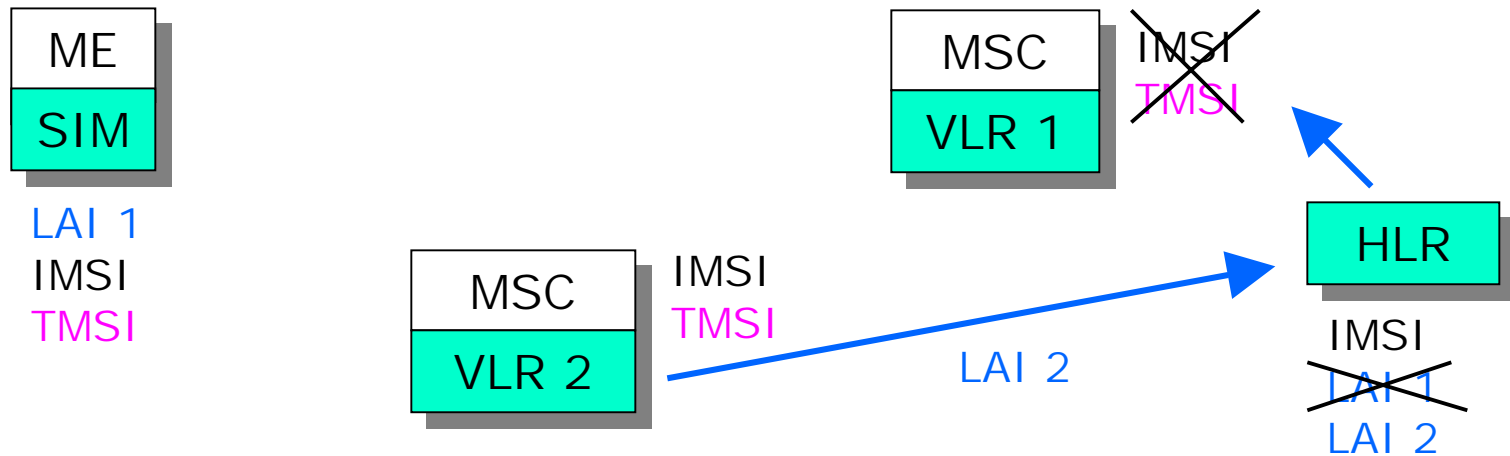 ME
SIM
LAI 1
IMSI
TMSI
MSC
VLR 1
IMSI
TMSI
MSC
VLR 2
IMSI
TMSI
LAI 2
HLR
IMSI
LAI 1
LAI 2